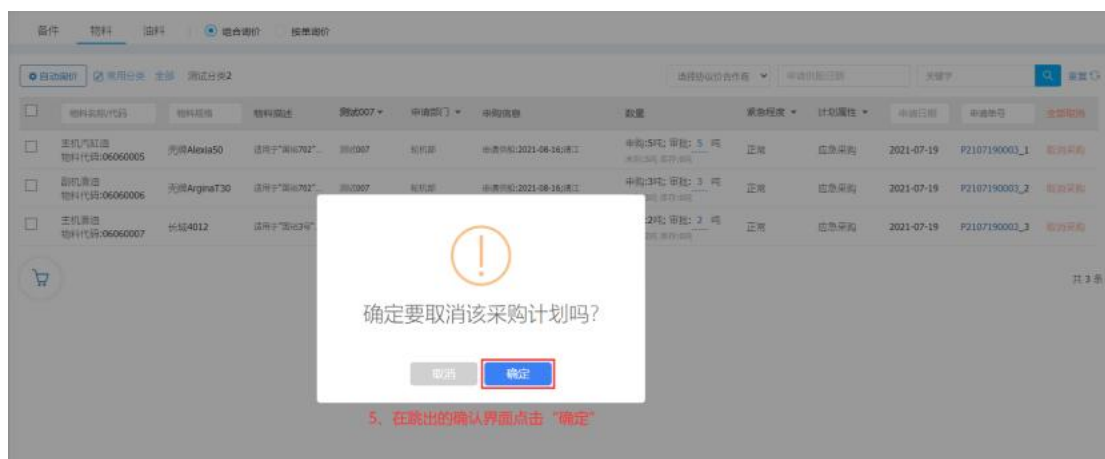 备件 物料 油料 组合询价 按单询价
自动询价 常用分类 全部 测试分类2 选择协议价合作商 申请供船日期 关键字 重置
物料名称/代码 物料规格 物料描述 测试007 申请部门 申购信息 数量 紧急程度 计划属性 申请日期 申请单号 全部取消
主机汽缸油 壳牌Alexia50 适用于"国裕702"... 测试007 轮机部 申请供船:2021-08-16;湛江 申购:5吨; 审批: 5 吨 正常 应急采购 2021-07-19 P2107190003_1 取消采购
物料代码:06060005
副机滑油 壳牌ArginaT30 适用于"国裕702"... 测试007 轮机部 申请供船:2021-08-16;湛江 申购:3吨; 审批: 3 吨 正常 应急采购 2021-07-19 P2107190003_2 取消采购
物料代码:06060006
主机滑油 长城4012 :2吨; 审批: 2 吨 正常 应急采购 2021-07-19 P2107190003_3 取消采购
物料代码:06060007
共 3 条
确定要取消该采购计划吗?
取消 确定
5、在跳出的确认界面点击“确定”